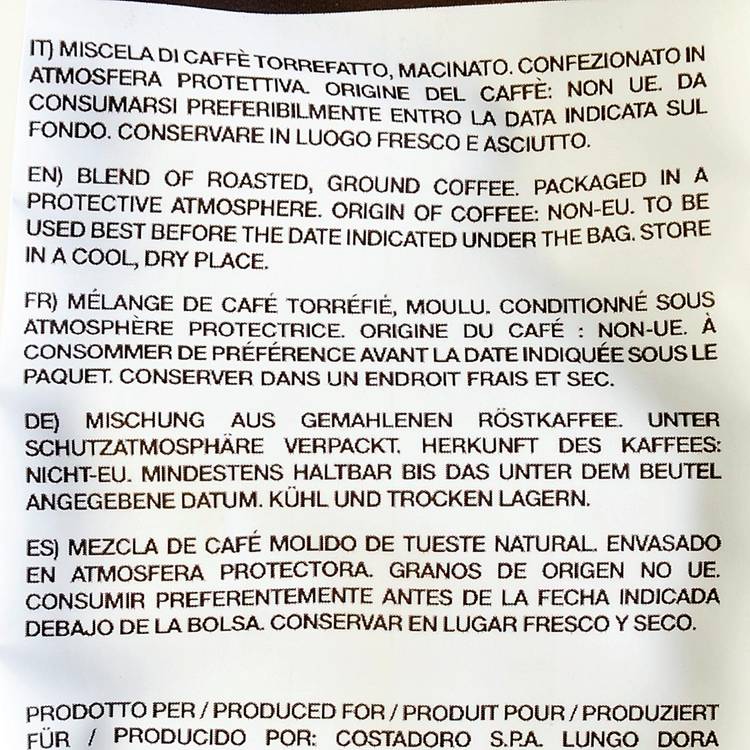 IT) MISCELA DI CAFFÈ TORREFATTO, MACINATO. CONFEZIONATO IN
ATMOSFERA PROTETTIVA. ORIGINE DEL CAFFÈ: NON UE. DA
CONSUMARSI PREFERIBILMENTE ENTRO LA DATA INDICATA SUL
FONDO. CONSERVARE IN LUOGO FRESCO E ASCIUTTO.
EN) BLEND OF ROASTED, GROUND COFFEE. PACKAGED IN A
PROTECTIVE ATMOSPHERE. ORIGIN OF COFFEE: NON-EU. TO BE
USED BEST BEFORE THE DATE INDICATED UNDER THE BAG. STORE
IN A COOL, DRY PLACE.
FR) MÉLANGE DE CAFÉ TORRÉFIÉ, MOULU. CONDITIONNÉ SOUS
ATMOSPHÈRE PROTECTRICE. ORIGINE DU CAFÉ : NON-UE. À
CONSOMMER DE PRÉFÉRENCE AVANT LA DATE INDIQUÉE SOUS LE
PAQUET. CONSERVER DANS UN ENDROIT FRAIS ET SEC.
DE) MISCHUNG AUS GEMAHLENEN RÖSTKAFFEE. UNTER
SCHUTZATMOSPHÄRE VERPACKT. HERKUNFT DES KAFFEES:
NICHT-EU. MINDESTENS HALTBAR BIS DAS UNTER DEM BEUTEL
ANGEGEBENE DATUM. KÜHL UND TROCKEN LAGERN.
ES) MEZCLA DE CAFÉ MOLIDO DE TUESTE NATURAL. ENVASADO
EN ATMOSFERA PROTECTORA. GRANOS DE ORIGEN NO UE.
CONSUMIR PREFERENTEMENTE ANTES DE LA FECHA INDICADA
DEBAJO DE LA BOLSA. CONSERVAR EN LUGAR FRESCO Y SECO.
PRODOTTO PER / PRODUCED FOR / PRODUIT POUR / PRODUZIERT
FÜR / PRODUCIDO POR: COSTADORO S.P.A. LUNGO DORA